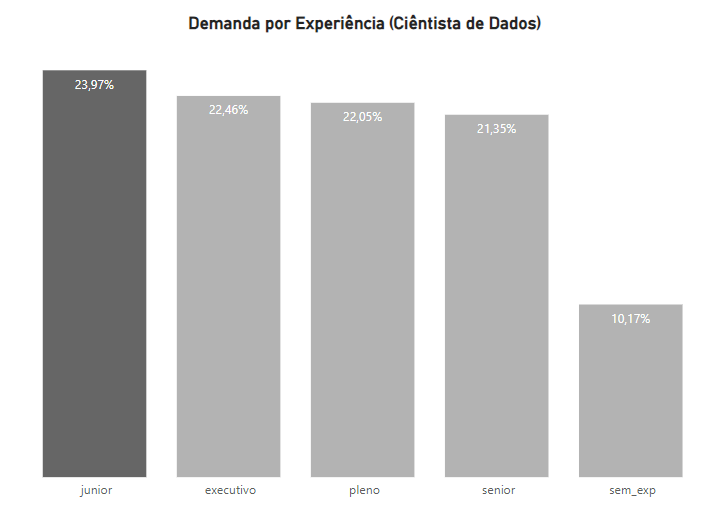 Demanda por Experiência (Ciêntista de Dados)
23,97%
22,46%
22,05%
21,35%
10,17%
junior
executivo
pleno
senior
sem_exp